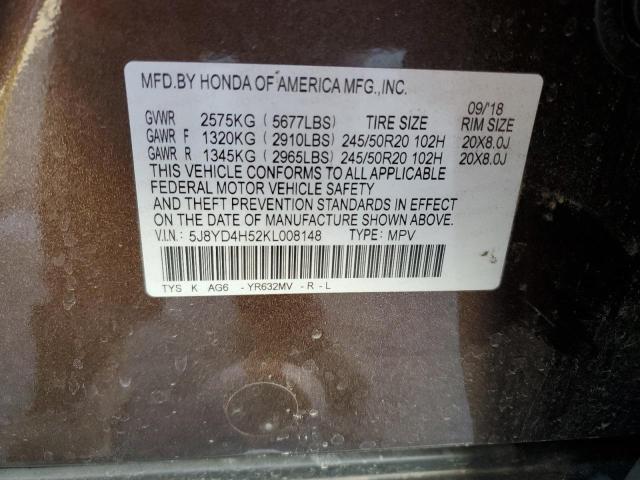 MFD.BY HONDA OF AMERICA MFG.,INC.
09/'18
GVWR 2575KG (5677LBS) TIRE SIZE RIM SIZE
GAWR F 1320KG (2910LBS) 245/50R20 102H 20X8.0J
GAWR R 1345KG (2965LBS) 245/50R20 102H 20X8.0J
THIS VEHICLE CONFORMS TO ALL APPLICABLE
FEDERAL MOTOR VEHICLE SAFETY
AND THEFT PREVENTION STANDARDS IN EFFECT
ON THE DATE OF MANUFACTURE SHOWN ABOVE.
V.I.N.: 5J8YD4H52KL008148 TYPE: MPV
TYS K AG6 -YR632MV -R-L